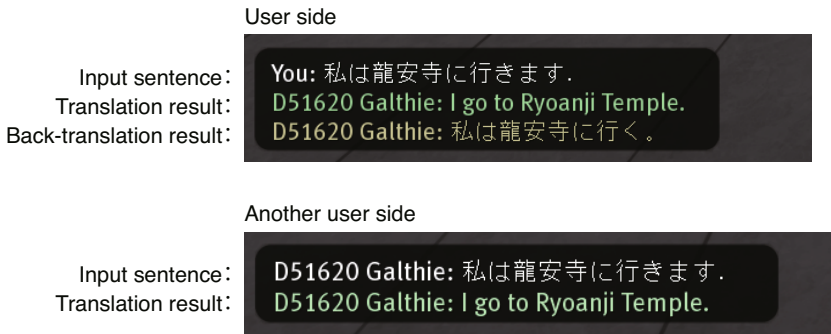 User side
Input sentence: You: 私は龍安寺に行きます.
Translation result: D51620 Galthie: I go to Ryoanji Temple.
Back-translation result: D51620 Galthie: 私は龍安寺に行く。
Another user side
Input sentence: D51620 Galthie: 私は龍安寺に行きます.
Translation result: D51620 Galthie: I go to Ryoanji Temple.